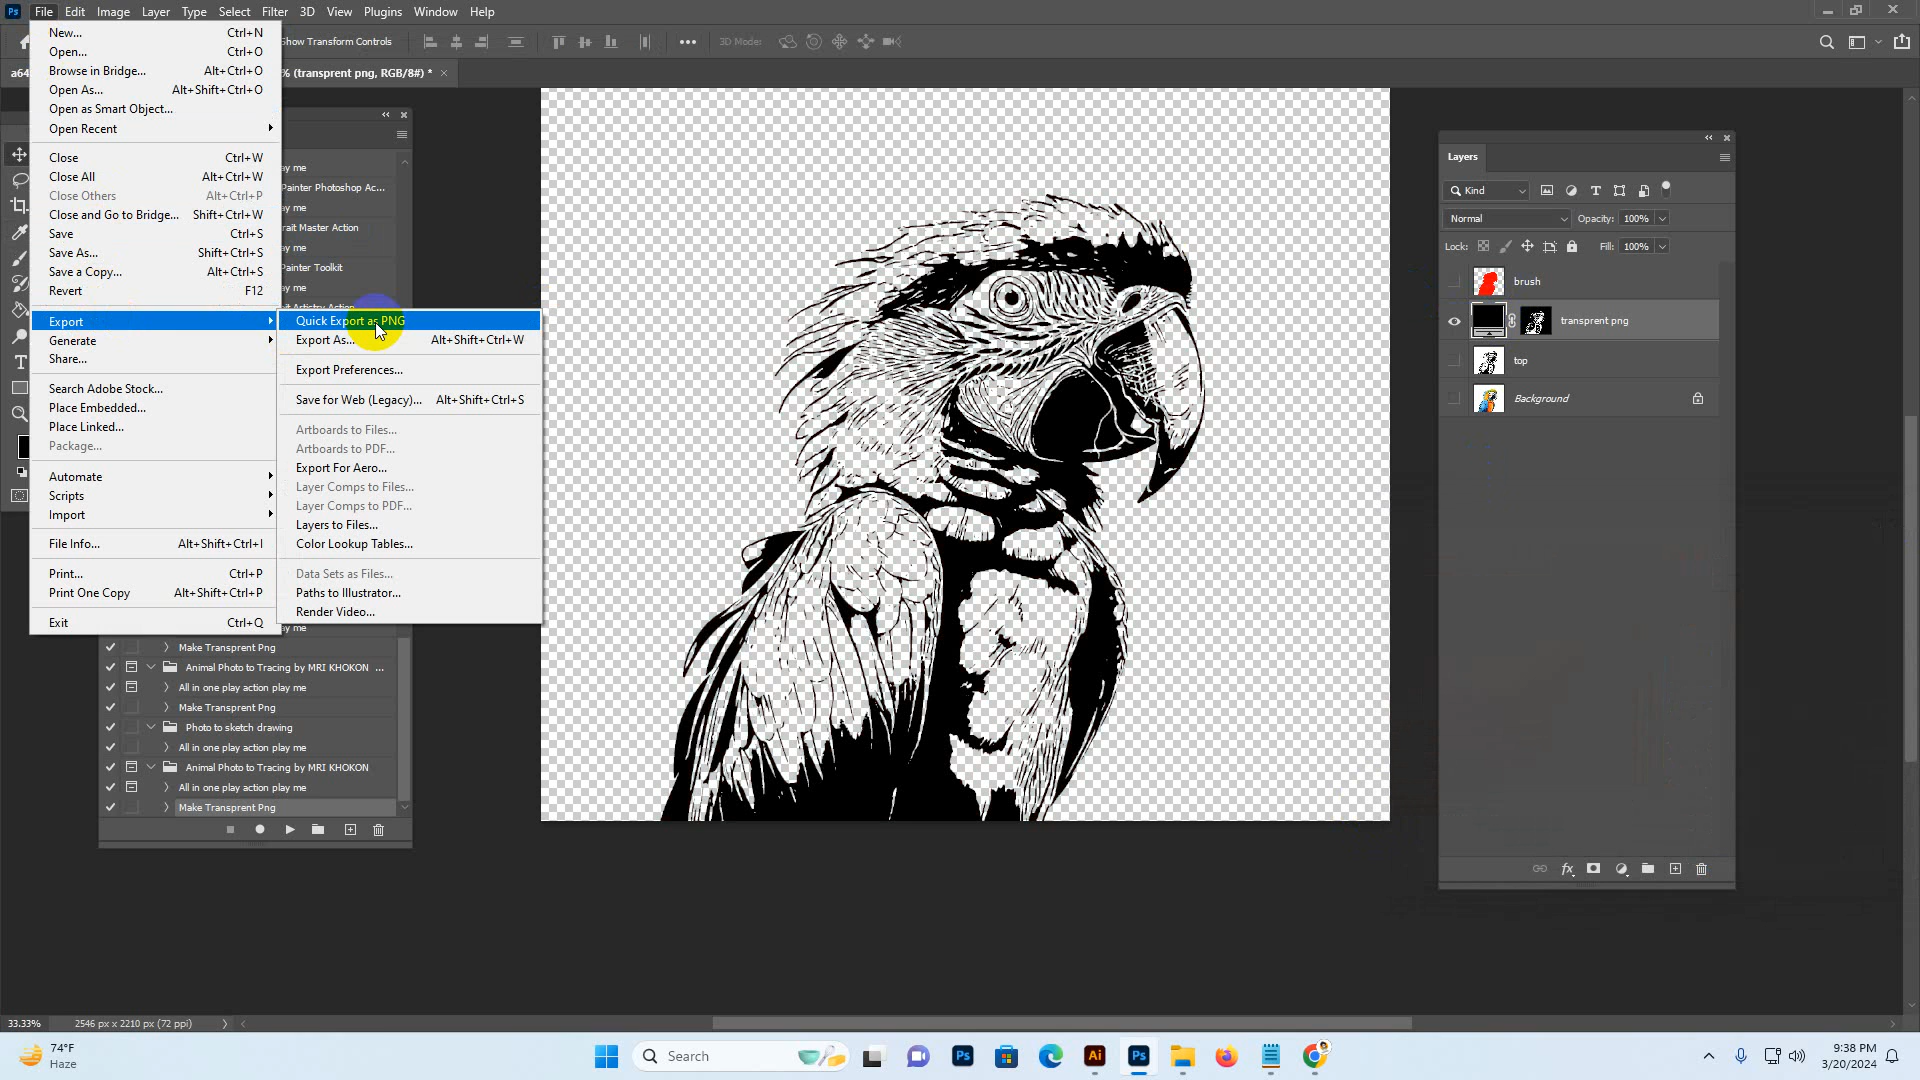 Ps File Edit Image Layer Type Select Filter 3D View Plugins Window Help
Show Transform Controls
3D Mode:
a64
% (transprent png, RGB/8#) *
New... Ctrl+N
Open... Ctrl+O
Browse in Bridge... Alt+Ctrl+O
Open As... Alt+Shift+Ctrl+O
Open as Smart Object...
Open Recent
Close Ctrl+W
Close All Alt+Ctrl+W
Close Others Alt+Ctrl+P
Close and Go to Bridge... Shift+Ctrl+W
Save Ctrl+S
Save As... Shift+Ctrl+S
Save a Copy... Alt+Ctrl+S
Revert F12
Export
Generate
Share...
Search Adobe Stock...
Place Embedded...
Place Linked...
Package...
Automate
Scripts
Import
File Info... Alt+Shift+Ctrl+I
Print... Ctrl+P
Print One Copy Alt+Shift+Ctrl+P
Exit Ctrl+Q
Quick Export as PNG
Export As... Alt+Shift+Ctrl+W
Export Preferences...
Save for Web (Legacy)... Alt+Shift+Ctrl+S
Artboards to Files...
Artboards to PDF...
Export For Aero...
Layer Comps to Files...
Layer Comps to PDF...
Layers to Files...
Color Lookup Tables...
Data Sets as Files...
Paths to Illustrator...
Render Video...
ay me
Painter Photoshop Ac...
ay me
rait Master Action
ay me
Painter Toolkit
ay me
ay me
Make Transprent Png
Animal Photo to Tracing by MRI KHOKON ...
All in one play action play me
Make Transprent Png
Photo to sketch drawing
All in one play action play me
Animal Photo to Tracing by MRI KHOKON
All in one play action play me
Make Transprent Png
Layers
Kind
Normal Opacity: 100%
Lock: Fill: 100%
brush
transprent png
top
Background
33.33% 2546 px x 2210 px (72 ppi)
74°F
Haze
Search
Ps
Ai
Ps
9:38 PM
3/20/2024